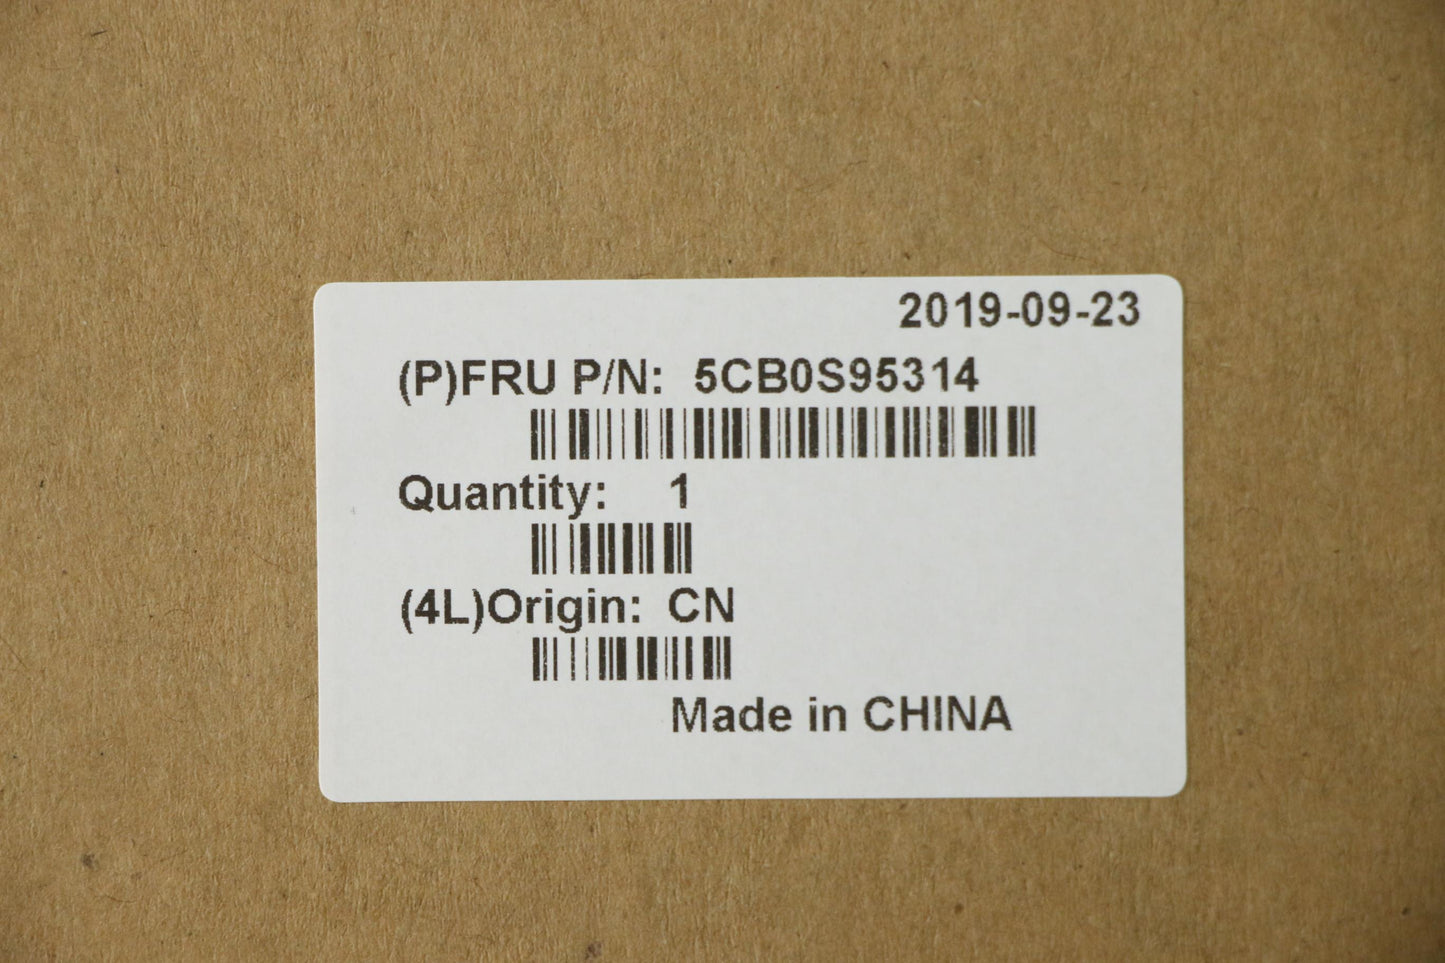 2019-09-23
(P)FRU P/N: 5CB0S95314
Quantity: 1
(4L)Origin: CN
Made in CHINA